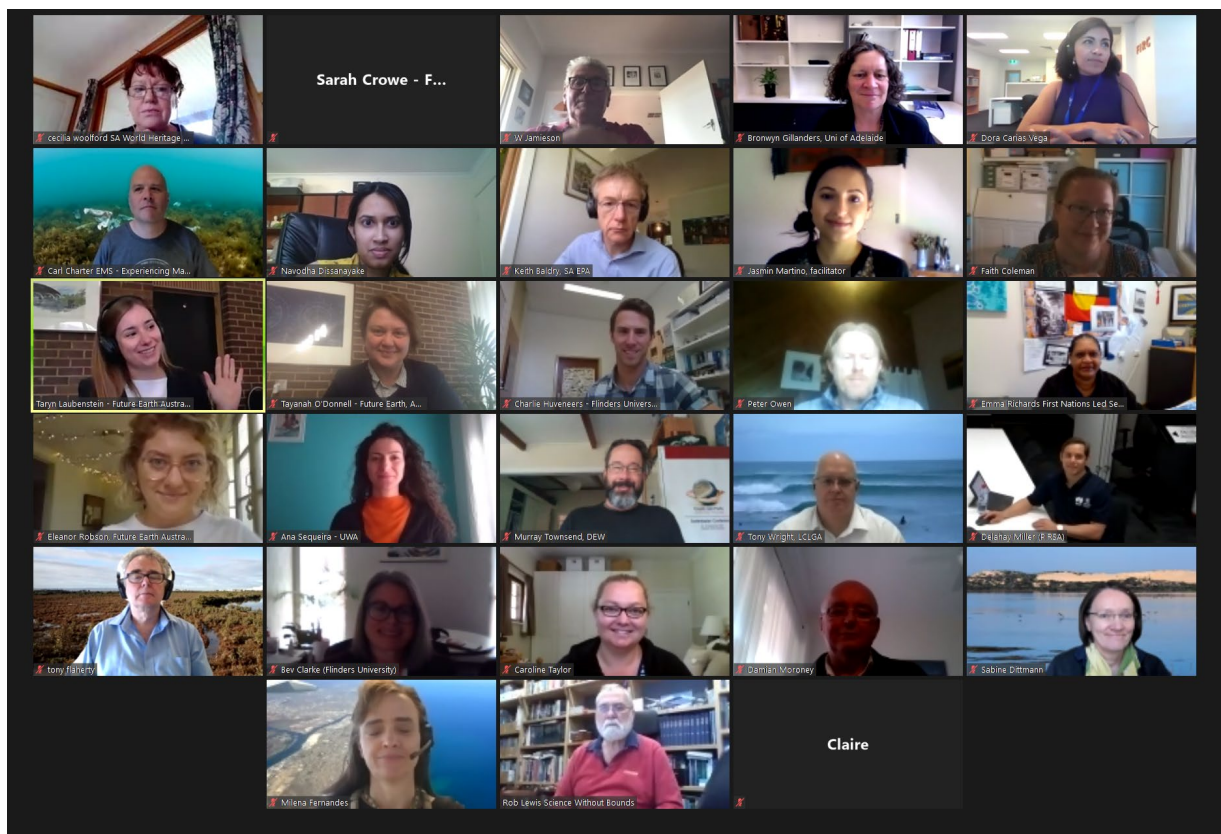 cecilia woolford SA World Heritage...
Sarah Crowe - F...
W Jamieson
Bronwyn Gillanders, Uni of Adelaide
Dora Carias Vega
Carl Charter EMS - Experiencing Ma...
Navodha Dissanayake
Keith Baldry, SA EPA
Jasmin Martino, facilitator
Faith Coleman
Taryn Laubenstein - Future Earth Austra...
Tayanah O'Donnell - Future Earth, A...
Charlie Huveneers - Flinders Univers...
Peter Owen
Emma Richards First Nations Led Se...
Eleanor Robson, Future Earth Austra...
Ana Sequeira - UWA
Murray Townsend, DEW
Tony Wright, LCLGA
Delahay Miller (PIRSA)
tony flaherty
Bev Clarke (Flinders University)
Caroline Taylor
Damian Moroney
Sabine Dittmann
Milena Fernandes
Rob Lewis Science Without Bounds
Claire